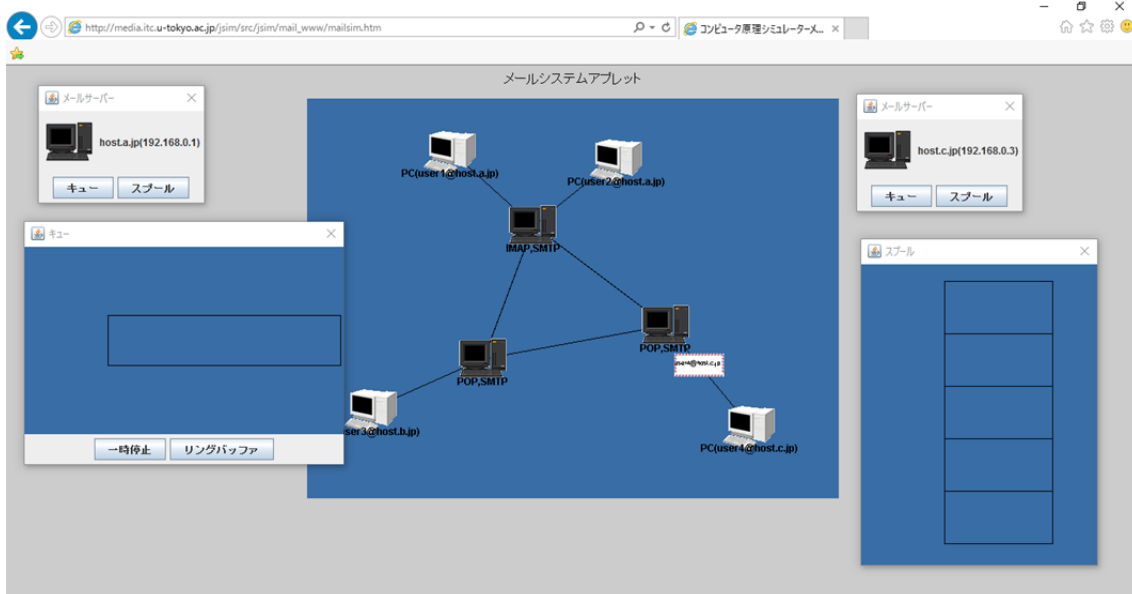 http://media.itc.u-tokyo.ac.jp/jsim/src/jsim/mail_www/mailsim.htm
コンピュータ原理シミュレーターメ...
メールシステムアプレット
メールサーバー
host.a.jp(192.168.0.1)
キュー スプール
メールサーバー
host.c.jp(192.168.0.3)
キュー スプール
PC(user1@host.a.jp)
PC(user2@host.a.jp)
IMAP,SMTP
キュー
一時停止 リングバッファ
スプール
POP,SMTP
user4@host.c.jp
POP,SMTP
ser3@host.b.jp)
PC(user4@host.c.jp)